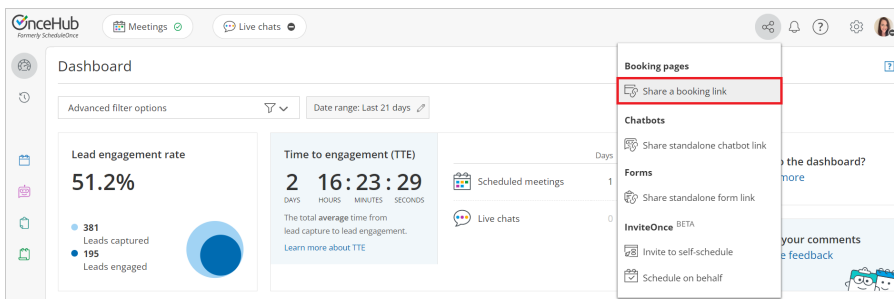 OnceHub
Formerly ScheduleOnce
Meetings
Live chats
?
Dashboard
?
Advanced filter options
Date range: Last 21 days
Lead engagement rate
51.2%
381
Leads captured
195
Leads engaged
Time to engagement (TTE)
2 16 : 23 : 29
DAYS HOURS MINUTES SECONDS
The total average time from
lead capture to lead engagement.
Learn more about TTE
Days
Scheduled meetings 1
Live chats 0
Booking pages
Share a booking link
Chatbots
Share standalone chatbot link
Forms
Share standalone form link
InviteOnce BETA
Invite to self-schedule
Schedule on behalf
the dashboard?
more
your comments
feedback